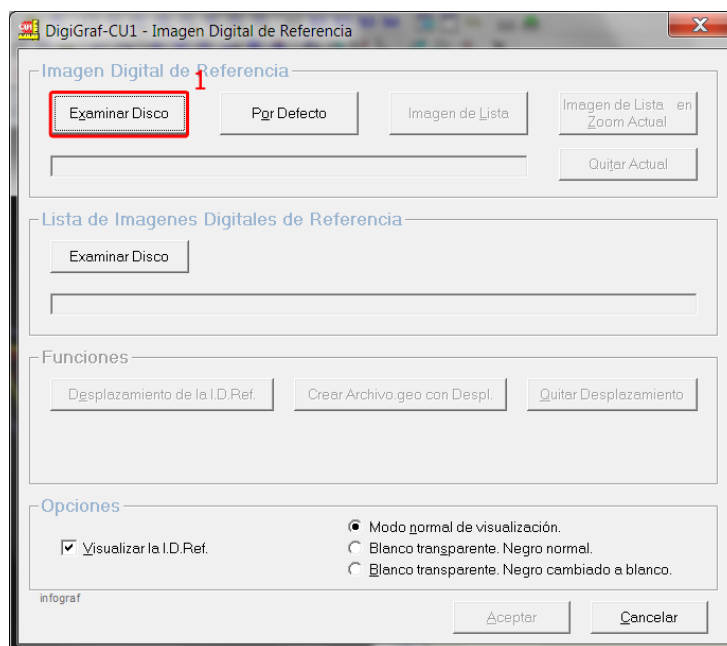 DigiGraf-CU1 - Imagen Digital de Referencia
Imagen Digital de Referencia
1
Examinar Disco
Por Defecto
Imagen de Lista
Imagen de Lista en
Zoom Actual
Quitar Actual
Lista de Imagenes Digitales de Referencia
Examinar Disco
Funciones
Desplazamiento de la I.D.Ref.
Crear Archivo.geo con Despl.
Quitar Desplazamiento
Opciones
Visualizar la I.D.Ref.
Modo normal de visualización.
Blanco transparente. Negro normal.
Blanco transparente. Negro cambiado a blanco.
infograf
Aceptar
Cancelar